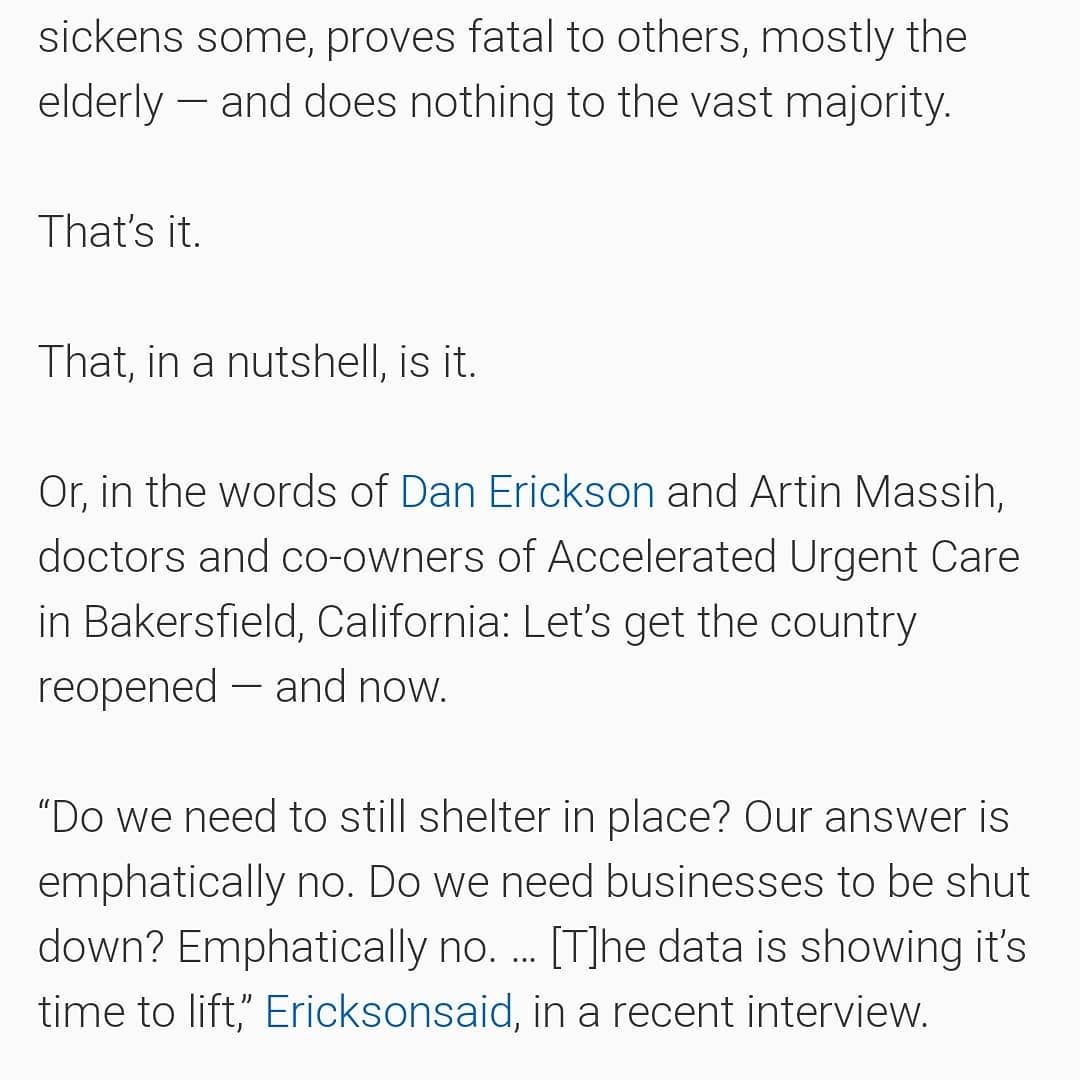 sickens some, proves fatal to others, mostly the
elderly — and does nothing to the vast majority.
That’s it.
That, in a nutshell, is it.
Or, in the words of Dan Erickson and Artin Massih,
doctors and co-owners of Accelerated Urgent Care
in Bakersfield, California: Let’s get the country
reopened — and now.
“Do we need to still shelter in place? Our answer is
emphatically no. Do we need businesses to be shut
down? Emphatically no. … [T]he data is showing it’s
time to lift,” Ericksonsaid, in a recent interview.